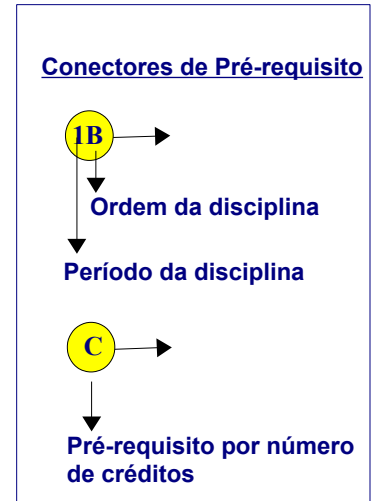 Conectores de Pré-requisito
1B
Ordem da disciplina
Período da disciplina
C
Pré-requisito por número
de créditos